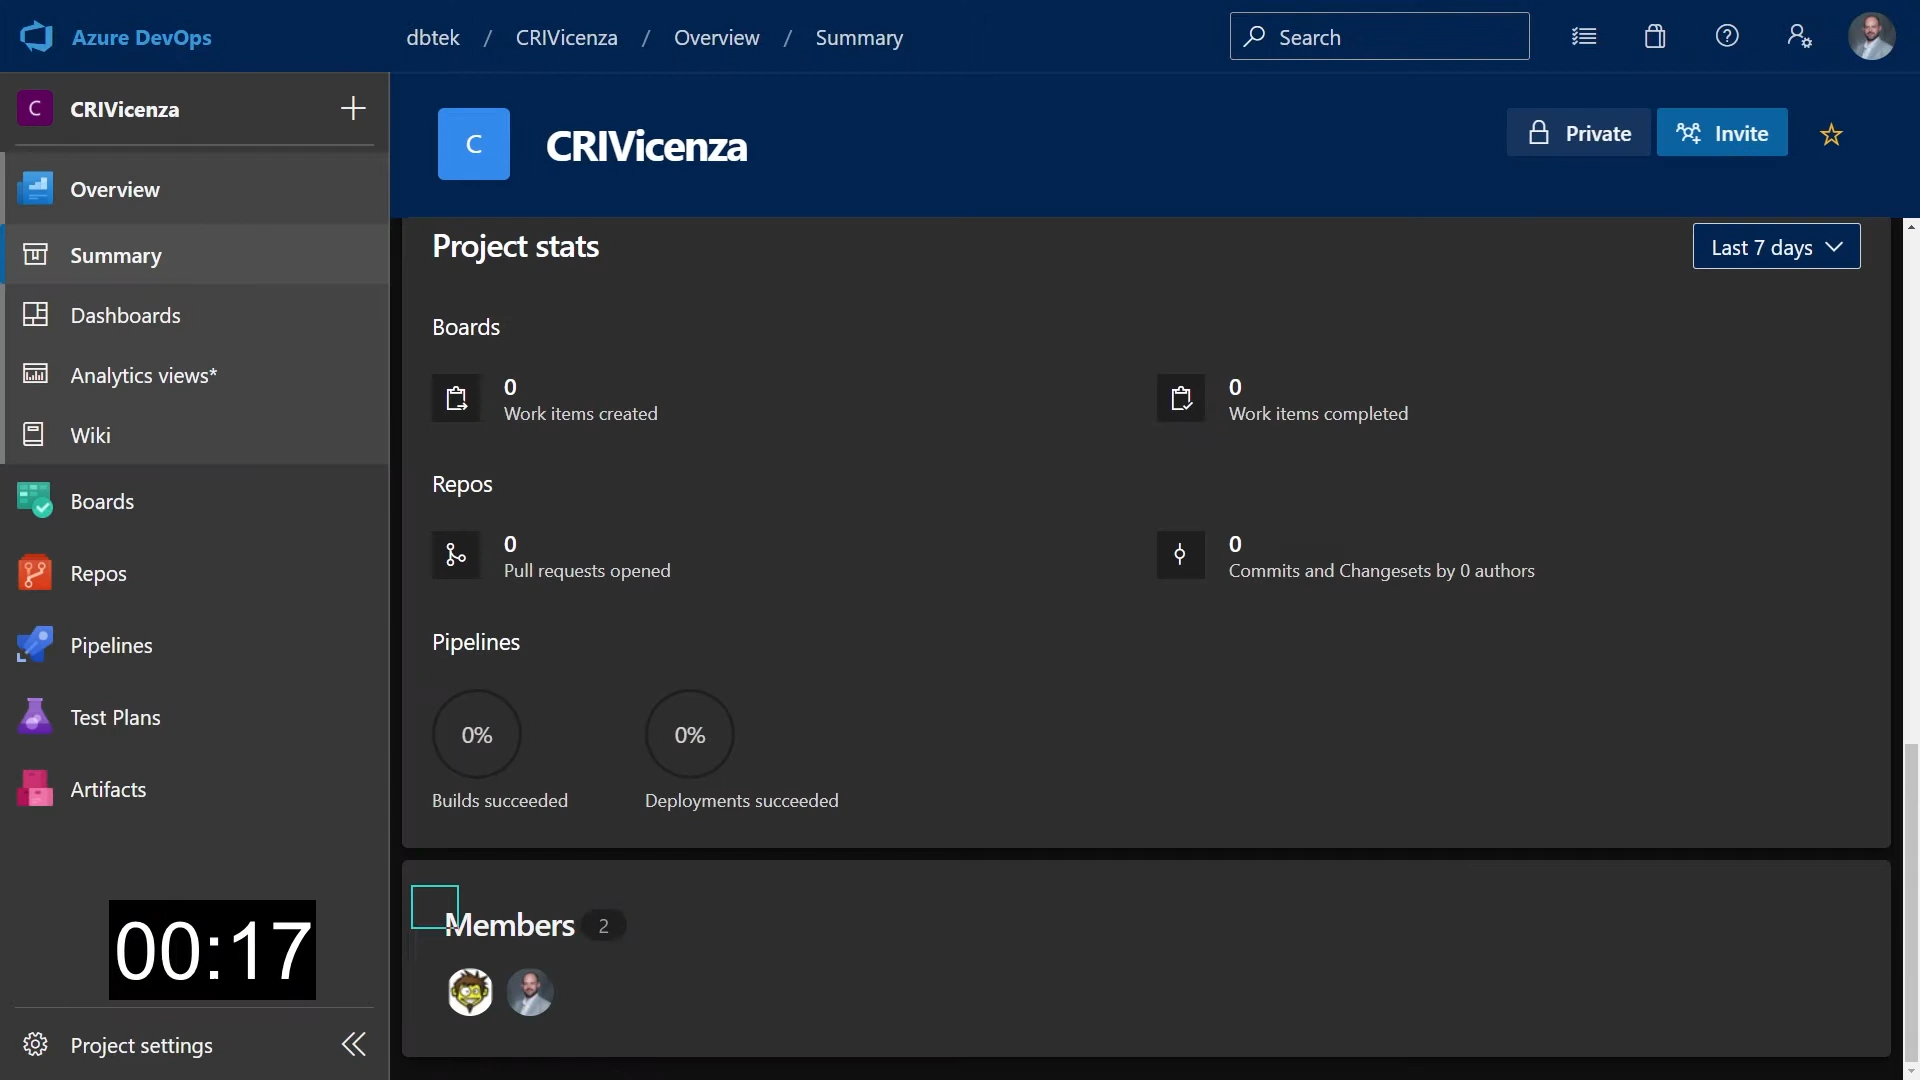 Azure DevOps
dbtek / CRIVicenza / Overview / Summary
Search
C CRIVicenza
Overview
Summary
Dashboards
Analytics views*
Wiki
Boards
Repos
Pipelines
Test Plans
Artifacts
00:17
Project settings
C CRIVicenza
Private
Invite
Project stats
Last 7 days
Boards
0
Work items created
0
Work items completed
Repos
0
Pull requests opened
0
Commits and Changesets by 0 authors
Pipelines
0%
Builds succeeded
0%
Deployments succeeded
Members 2